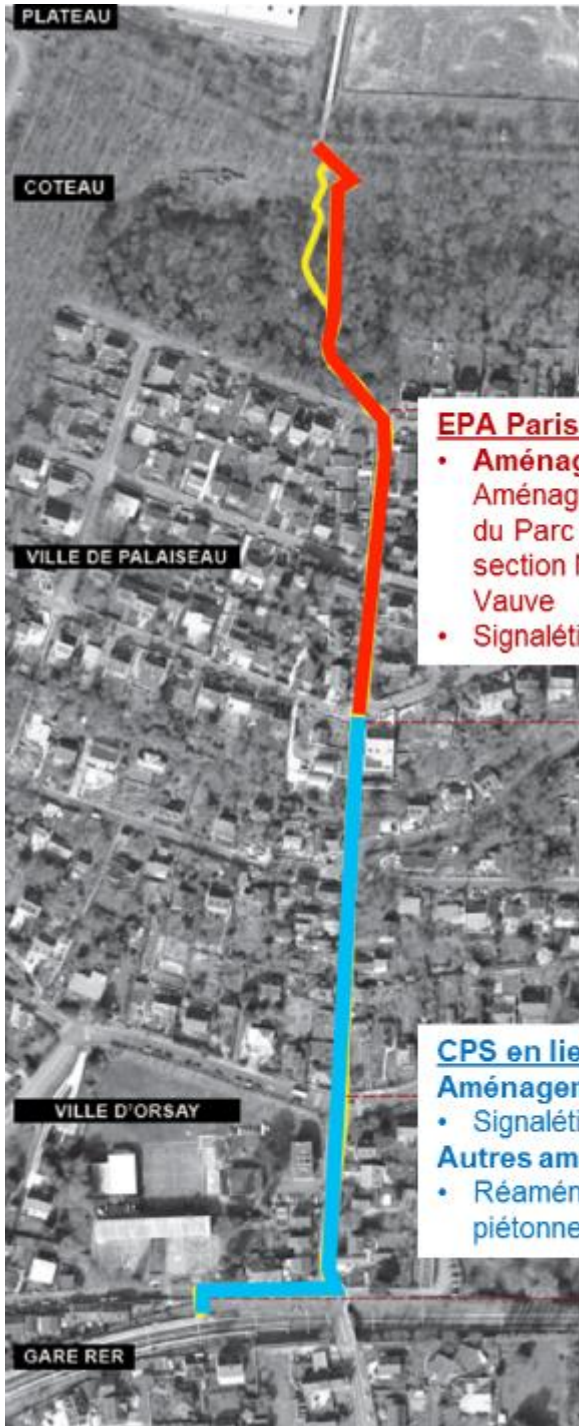 PLATEAU
COTEAU
EPA Paris
• Aménag
Aménag
du Parc
section
Vauve
• Signaléti
VILLE DE PALAISEAU
CPS en lie
Aménager
• Signaléti
Autres am
• Réamén
piétonne
VILLE D'ORSAY
GARE RER